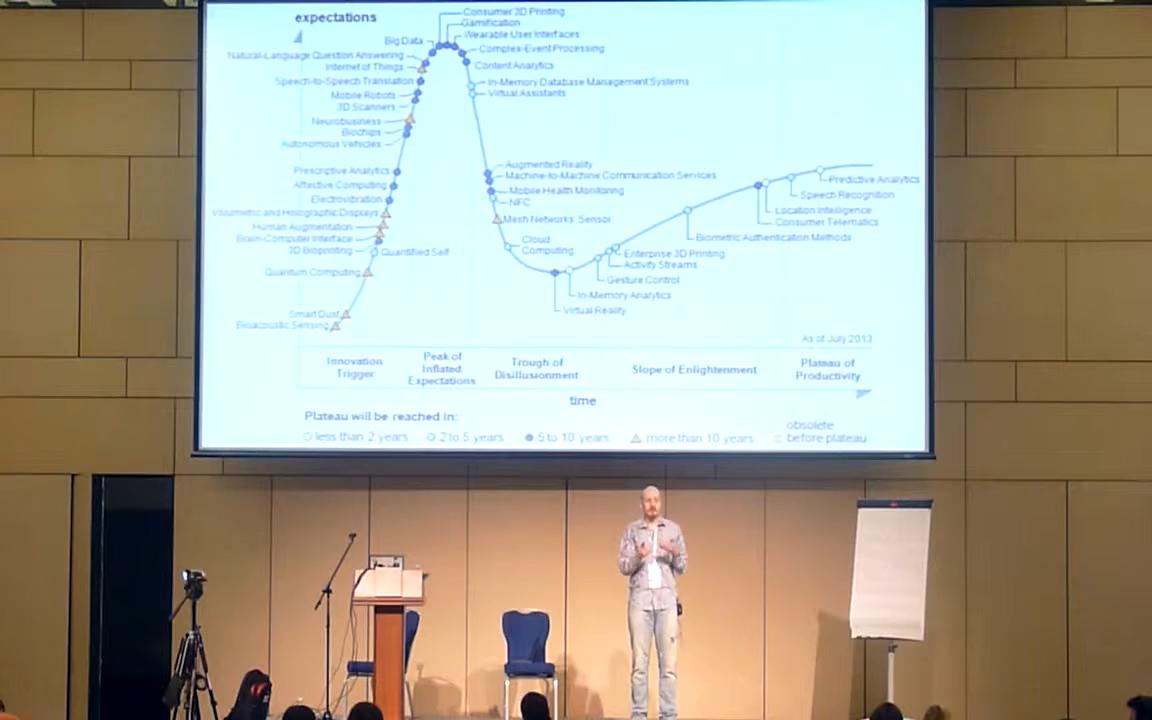 expectations
Consumer 3D Printing
Gamification
Wearable User Interfaces
Big Data
Complex-Event Processing
Natural-Language Question Answering
Internet of Things
Content Analytics
Speech-to-Speech Translation
In-Memory Database Management Systems
Virtual Assistants
Mobile Robots
3D Scanners
Neurobusiness
Biochips
Autonomous Vehicles
Augmented Reality
Prescriptive Analytics
Machine-to-Machine Communication Services
Predictive Analytics
Affective Computing
Mobile Health Monitoring
Speech Recognition
Electrovibration
NFC
Volumetric and Holographic Displays
Mesh Networks: Sensor
Location Intelligence
Consumer Telematics
Human Augmentation
Brain-Computer Interface
Cloud
Computing
Biometric Authentication Methods
3D Bioprinting
Quantified Self
Enterprise 3D Printing
Activity Streams
Quantum Computing
Gesture Control
In-Memory Analytics
Virtual Reality
Smart Dust
Bioacoustic Sensing
As of July 2013
Innovation
Trigger
Peak of
Inflated
Expectations
Trough of
Disillusionment
Slope of Enlightenment
Plateau of
Productivity
time
Plateau will be reached in:
less than 2 years
2 to 5 years
5 to 10 years
more than 10 years
obsolete
before plateau